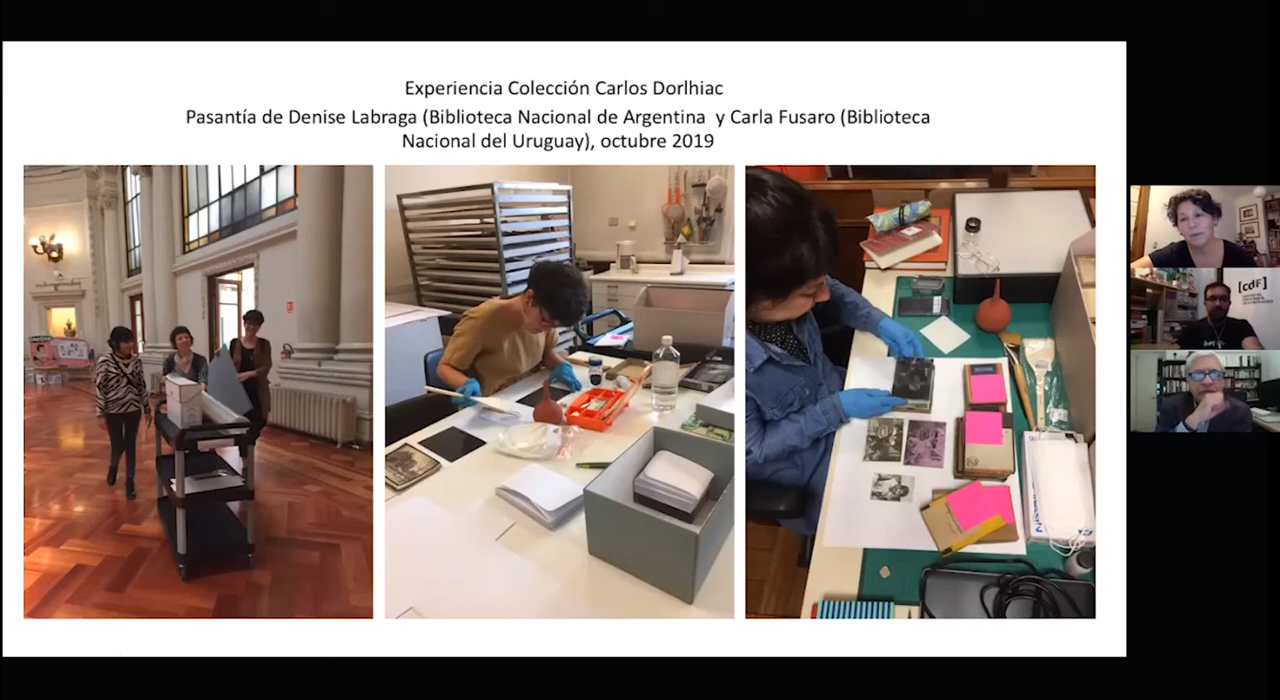 Experiencia Colección Carlos Dorlhiac
Pasantía de Denise Labraga (Biblioteca Nacional de Argentina y Carla Fusaro (Biblioteca
Nacional del Uruguay), octubre 2019
[CdF]